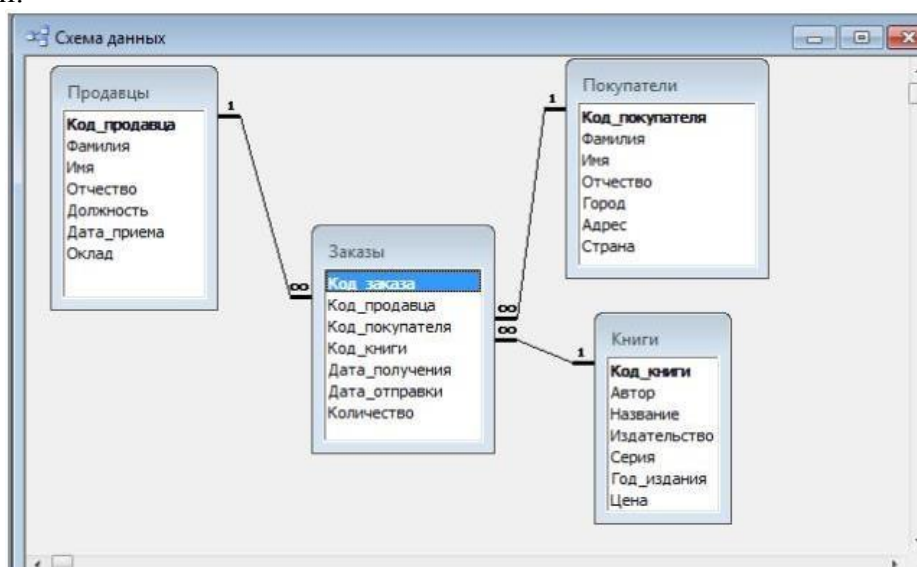 Схема данных
Продавцы
Код_продавца
Фамилия
Имя
Отчество
Должность
Дата_приема
Оклад
1
∞
Заказы
Код_заказа
Код_продавца
Код_покупателя
Код_книги
Дата_получения
Дата_отправки
Количество
∞
∞
1
Покупатели
Код_покупателя
Фамилия
Имя
Отчество
Город
Адрес
Страна
1
Книги
Код_книги
Автор
Название
Издательство
Серия
Год_издания
Цена